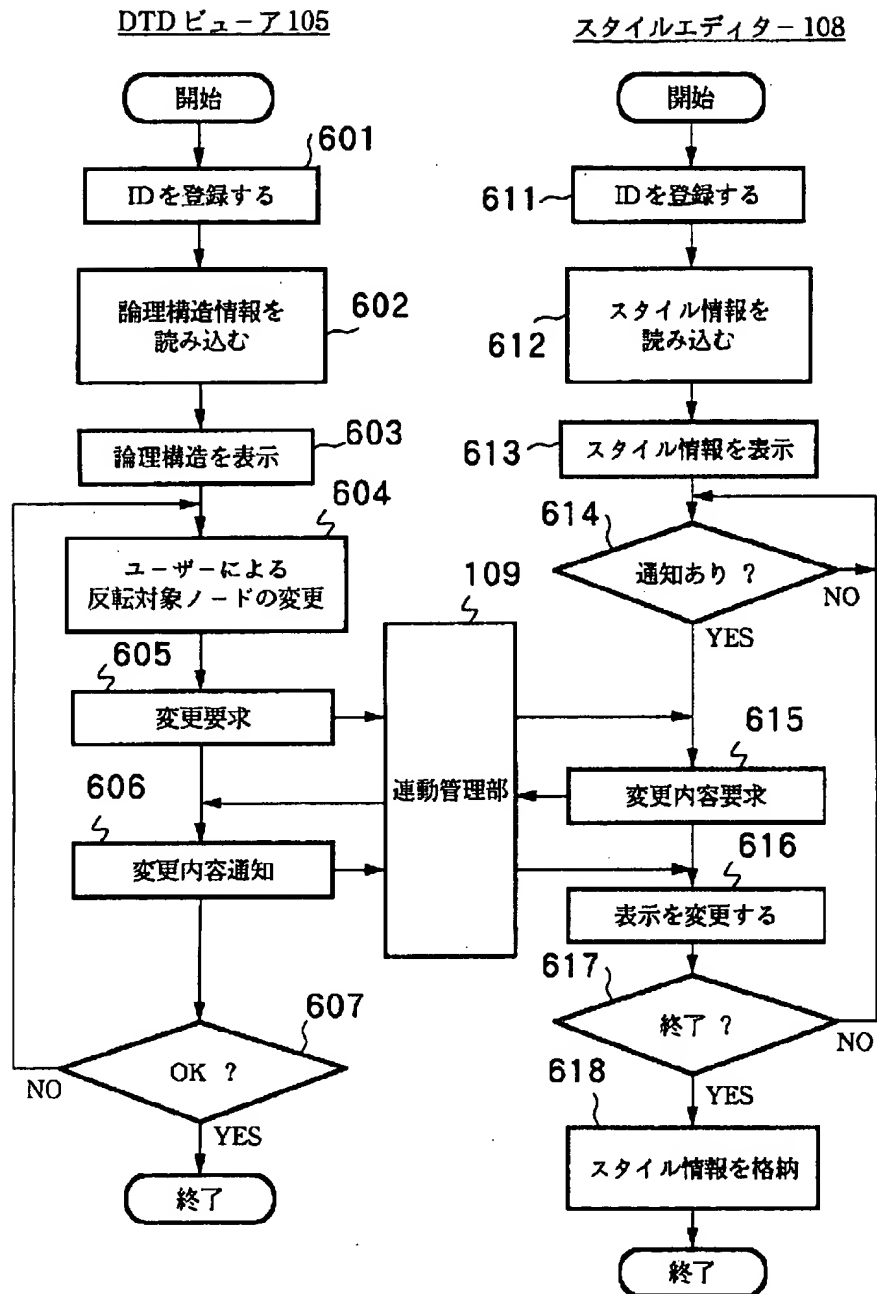 DTDビューア105
開始
601
IDを登録する
論理構造情報を
読み込む
602
論理構造を表示
603
604
ユーザーによる
反転対象ノードの変更
605
変更要求
606
変更内容通知
607
OK ?
NO
YES
終了
109
連動管理部
スタイルエディター108
開始
611
IDを登録する
612
スタイル情報を
読み込む
613
スタイル情報を表示
614
通知あり ?
NO
YES
615
変更内容要求
616
表示を変更する
617
終了 ?
NO
YES
618
スタイル情報を格納
終了